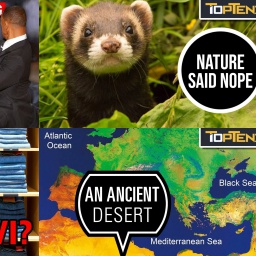 TOPTEN
NATURE
SAID NOPE
Atlantic
Ocean
TOPTEN
AN ANCIENT
DESERT
Black Sea
Mediterranean Sea